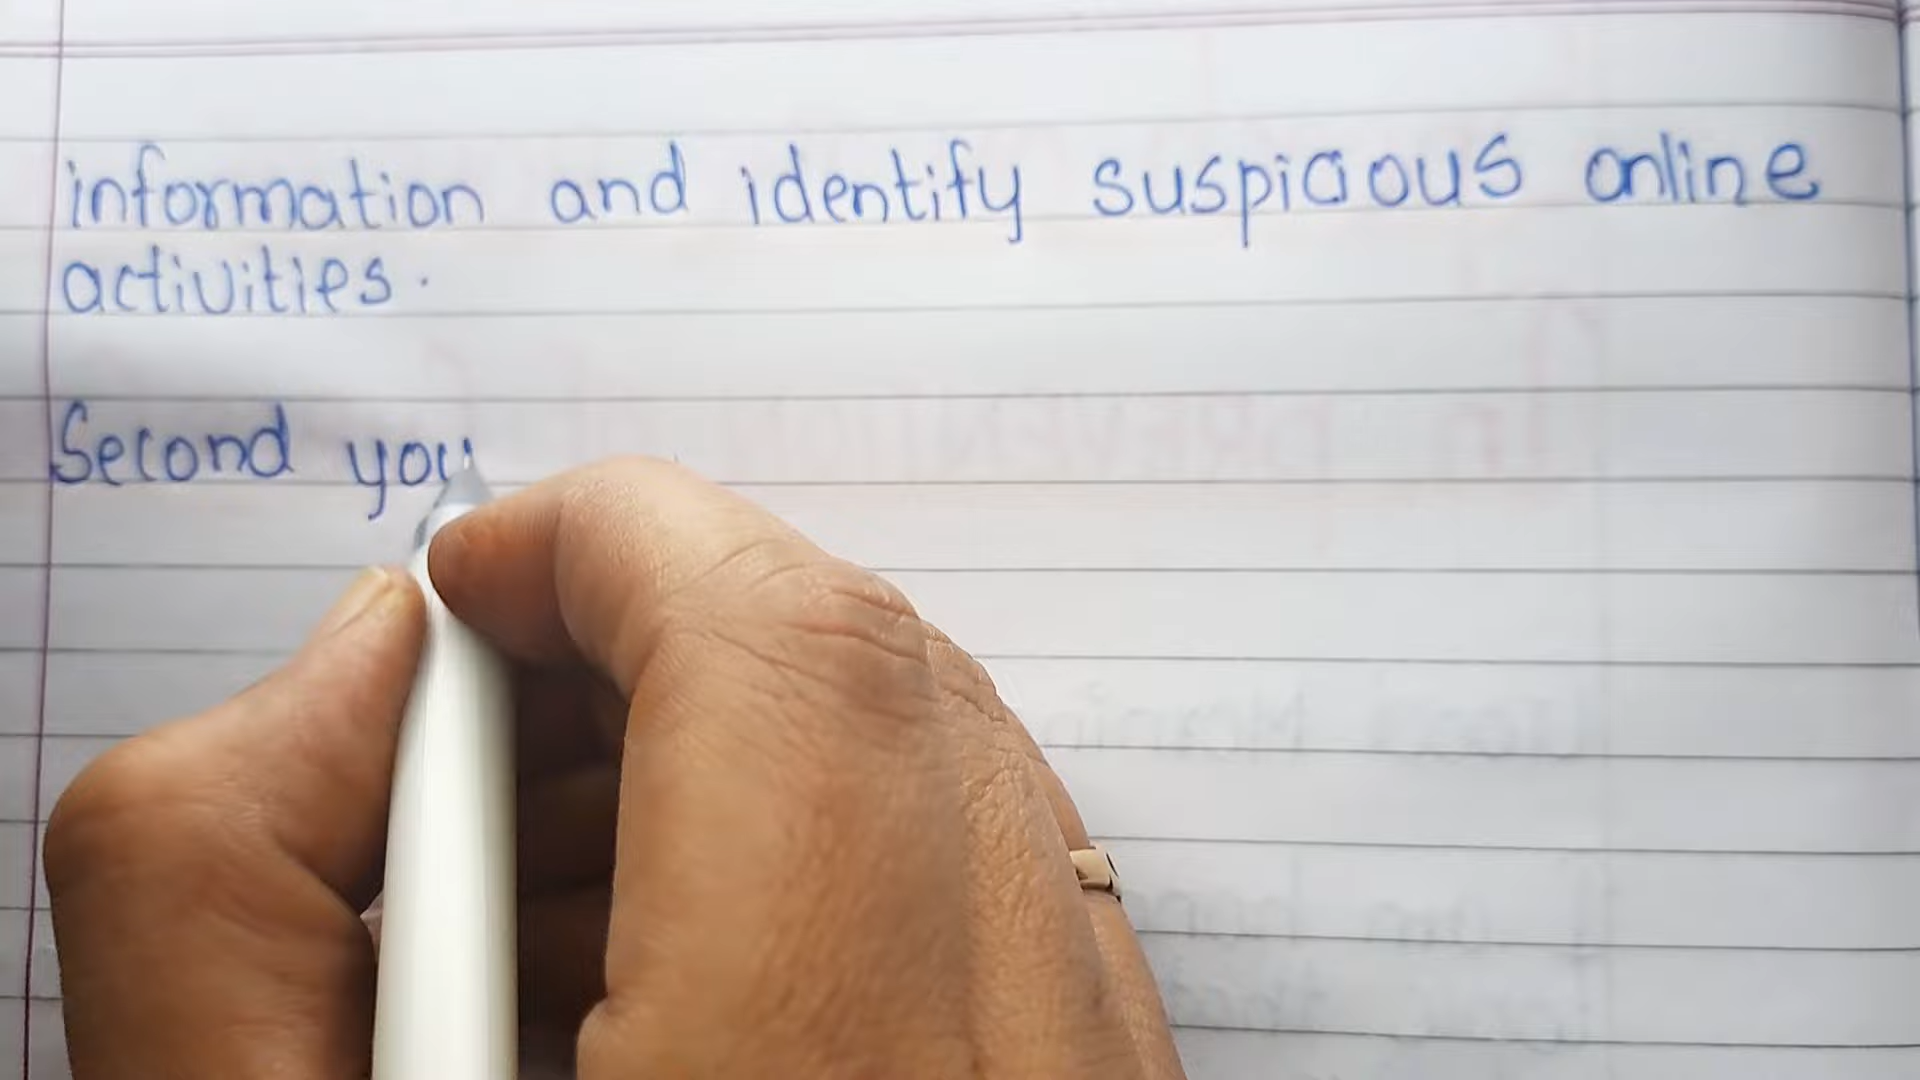 information and identify suspicious online
activities.
Second you